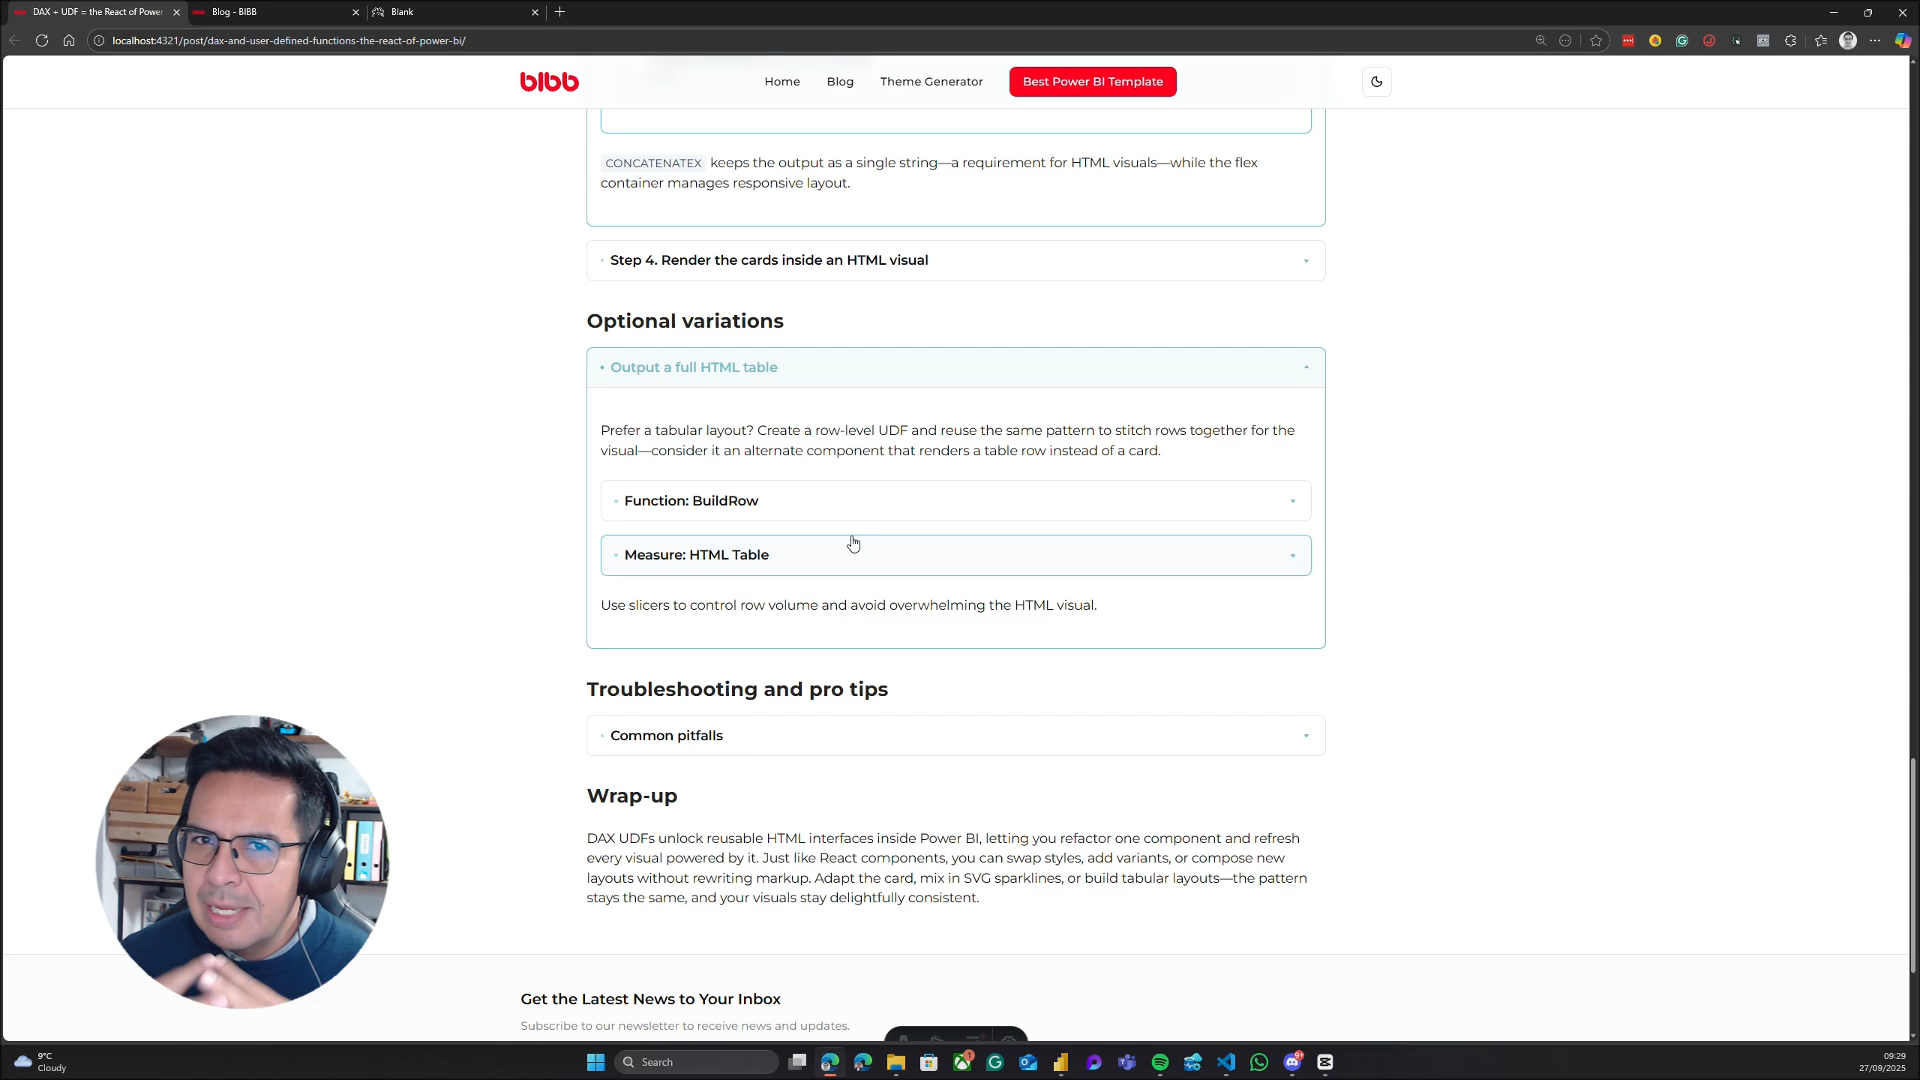 DAX + UDF = the React of Power
Blog - BIBB
Blank
localhost:4321/post/dax-and-user-defined-functions-the-react-of-power-bi/
bibb
Home
Blog
Theme Generator
Best Power BI Template
CONCATENATEX keeps the output as a single string—a requirement for HTML visuals—while the flex
container manages responsive layout.
Step 4. Render the cards inside an HTML visual
Optional variations
Output a full HTML table
Prefer a tabular layout? Create a row-level UDF and reuse the same pattern to stitch rows together for the
visual—consider it an alternate component that renders a table row instead of a card.
Function: BuildRow
Measure: HTML Table
Use slicers to control row volume and avoid overwhelming the HTML visual.
Troubleshooting and pro tips
Common pitfalls
Wrap-up
DAX UDFs unlock reusable HTML interfaces inside Power BI, letting you refactor one component and refresh
every visual powered by it. Just like React components, you can swap styles, add variants, or compose new
layouts without rewriting markup. Adapt the card, mix in SVG sparklines, or build tabular layouts—the pattern
stays the same, and your visuals stay delightfully consistent.
Get the Latest News to Your Inbox
Subscribe to our newsletter to receive news and updates.
9°C
Cloudy
Search
09:29
27/09/2025